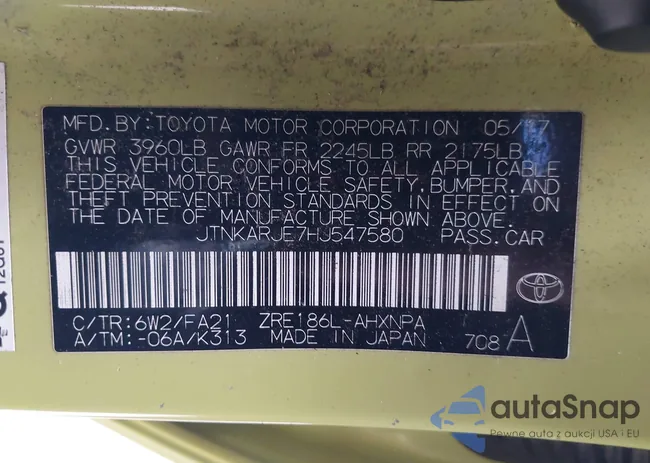 MFD.BY:TOYOTA MOTOR CORPORATION 05/17
GVWR 3960LB GAWR FR 2245LB RR 2175LB
THIS VEHICLE CONFORMS TO ALL APPLICABLE
FEDERAL MOTOR VEHICLE SAFETY, BUMPER, AND
THEFT PREVENTION STANDARDS IN EFFECT ON
THE DATE OF MANUFACTURE SHOWN ABOVE.
JTNKARJE7HJ547580 PASS.CAR
C/TR:6W2/FA21 ZRE186L-AHXNPA
A/TM:-06A/K313 MADE IN JAPAN 708 A
autaSnap
Pewne auta z aukcji USA i EU